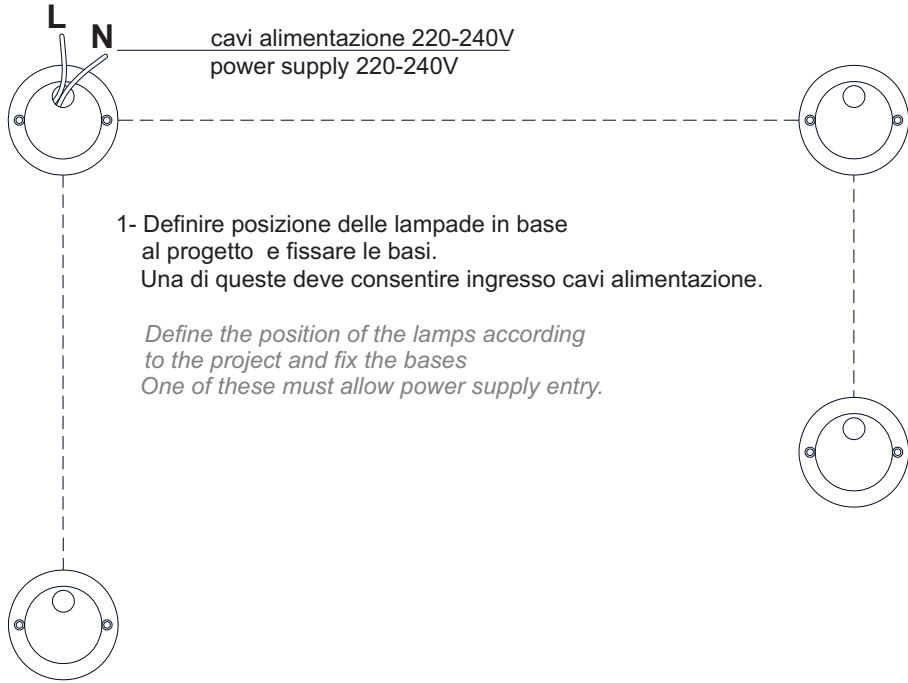 L
N
cavi alimentazione 220-240V
power supply 220-240V
1- Definire posizione delle lampade in base
al progetto e fissare le basi.
Una di queste deve consentire ingresso cavi alimentazione.
Define the position of the lamps according
to the project and fix the bases
One of these must allow power supply entry.